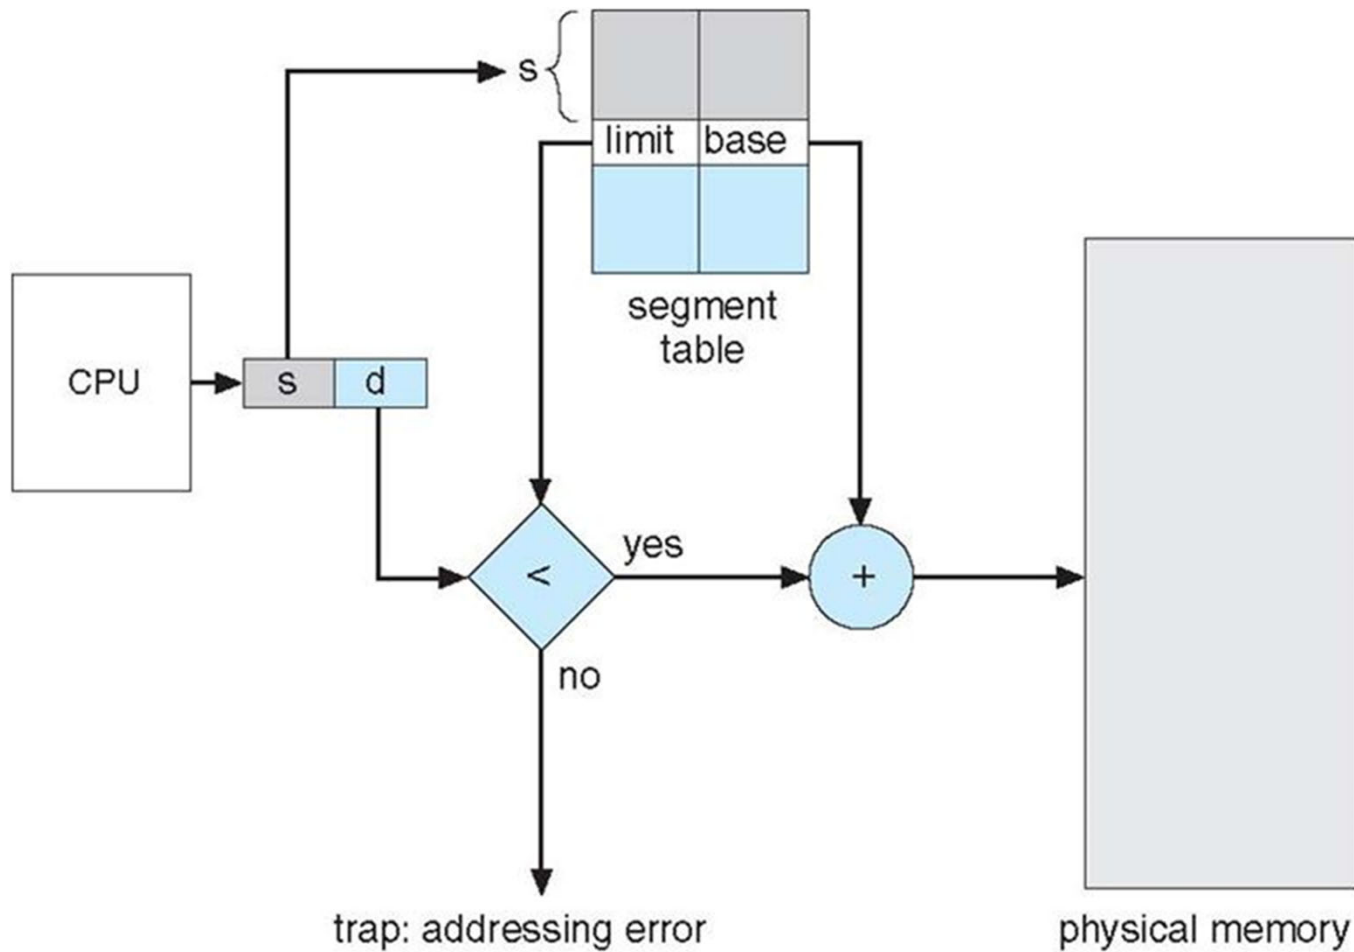 s
limit base
segment
table
CPU
s d
<
yes
+
no
trap: addressing error
physical memory